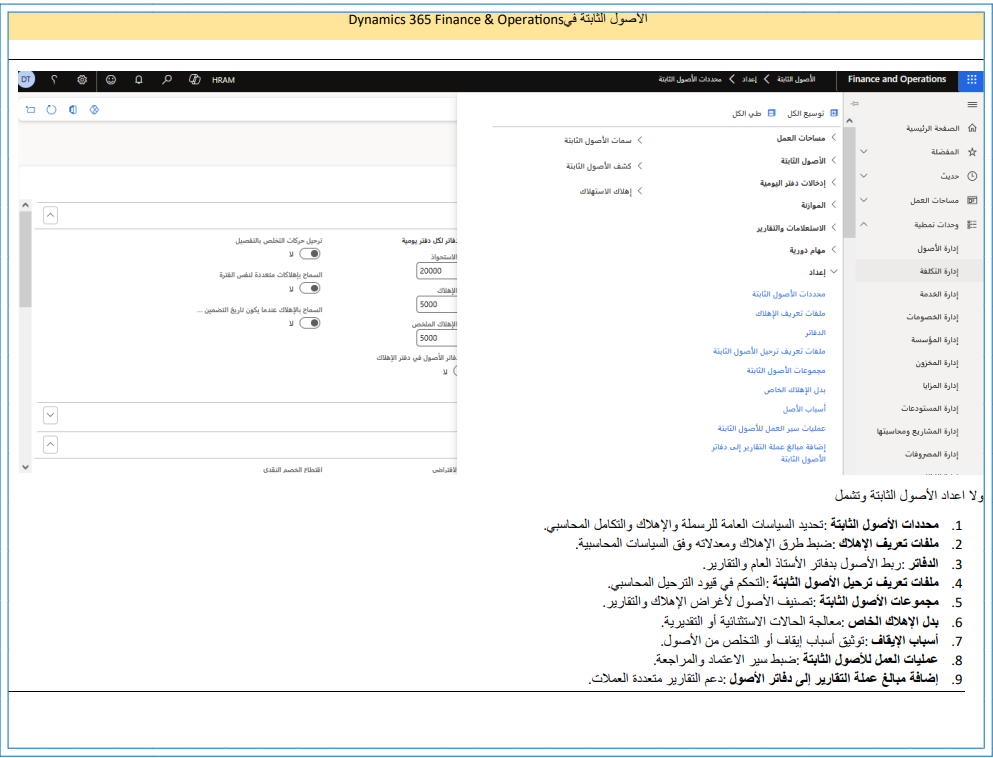 الأصول الثابتة فيDynamics 365 Finance & Operations
Finance and Operations
الأصول الثابتة > إعداد > محددات الأصول الثابتة
HRAM
DT
الصفحة الرئيسية
المفضلة
حديث
مساحات العمل
وحدات نمطية
إدارة الأصول
إدارة التكلفة
إدارة الخدمة
إدارة الخصومات
إدارة المؤسسة
إدارة المخزون
إدارة المزايا
إدارة المستودعات
إدارة المشاريع ومحاسبتها
إدارة المصروفات
توسيع الكل
طي الكل
مساحات العمل
الأصول الثابتة
إدخالات دفتر اليومية
الموازنة
الاستعلامات والتقارير
مهام دورية
إعداد
محددات الأصول الثابتة
ملفات تعريف الإهلاك
الدفاتر
ملفات تعريف ترحيل الأصول الثابتة
مجموعات الأصول الثابتة
بدل الإهلاك الخاص
أسباب الأصل
عمليات سير العمل للأصول الثابتة
إضافة مبالغ عملة التقارير إلى دفاتر
الأصول الثابتة
سمات الأصول الثابتة
كشف الأصول الثابتة
إهلاك الاستهلاك
دفاتر لكل دفتر يومية
الاستحواذ
20000
الإهلاك
5000
الإهلاك الملخص
5000
دفاتر الأصول في دفتر الإهلاك
لا
ترحيل حركات التخلص بالتفصيل
لا
السماح بإهلاكات متعددة لنفس الفترة
لا
السماح بالإهلاك عندما يكون تاريخ التضمين ...
لا
اقتطاع الخصم النقدي
ولا اعداد الأصول الثابتة وتشمل
1. محددات الأصول الثابتة :تحديد السياسات العامة للرسملة والإهلاك والتكامل المحاسبي.
2. ملفات تعريف الإهلاك :ضبط طرق الإهلاك ومعدلاته وفق السياسات المحاسبية.
3. الدفاتر :ربط الأصول بدفاتر الأستاذ العام والتقارير.
4. ملفات تعريف ترحيل الأصول الثابتة :التحكم في قيود الترحيل المحاسبي.
5. مجموعات الأصول الثابتة :تصنيف الأصول لأغراض الإهلاك والتقارير.
6. بدل الإهلاك الخاص :معالجة الحالات الاستثنائية أو التقديرية.
7. أسباب الإيقاف :توثيق أسباب إيقاف أو التخلص من الأصول.
8. عمليات العمل للأصول الثابتة :ضبط سير الاعتماد والمراجعة.
9. إضافة مبالغ عملة التقارير إلى دفاتر الأصول :دعم التقارير متعددة العملات.